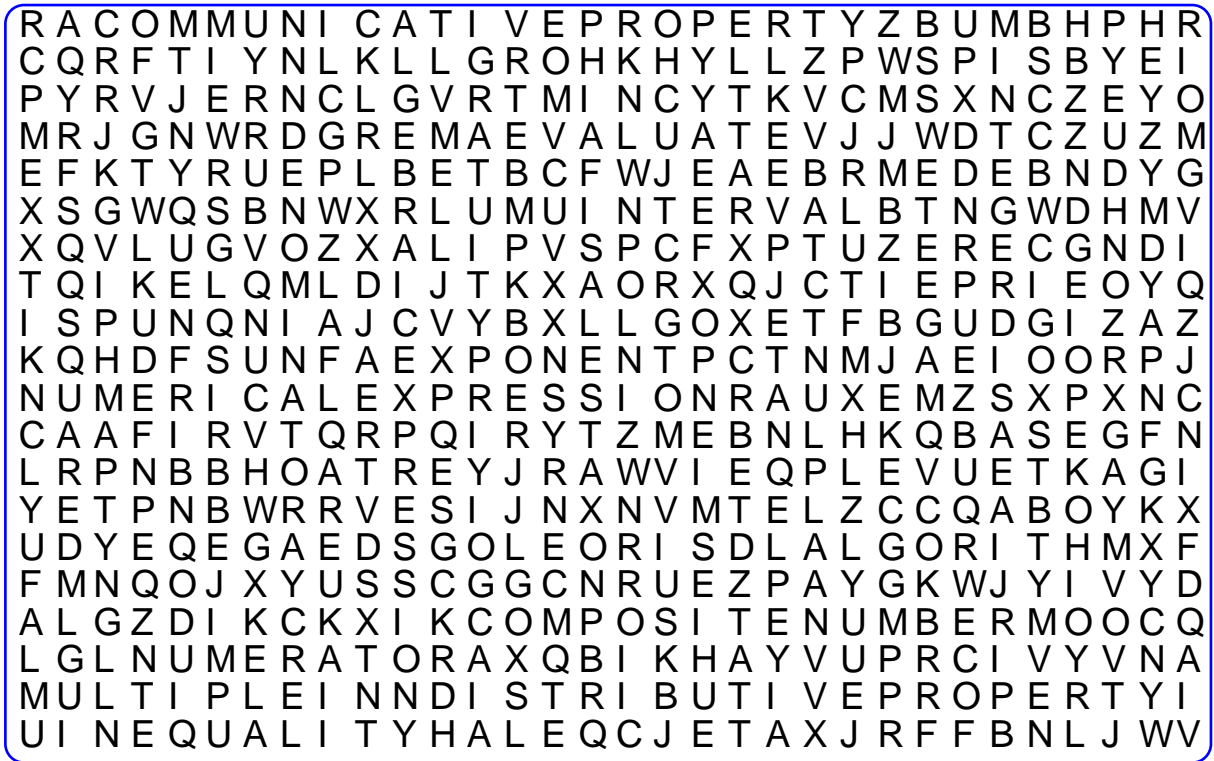 RACOMMUNICATIVEPROPERTYZBUMBHPHR
CQRFTIYNLKLLGROHKHYLLZPWSPISBYEI
PYRVJERNCLGVRTMINCYTKVCMSXNCZEYO
MRJGNWRDGREMAEVALUATEVJJWDTCZUZM
EFKTYRUEPLBETBCFWJEAEBRMEDEBNDYG
XSGWQSBNWXRLUMUINTERVALBTNGWDHMV
XQVLUGVOZXALIPVSPCFXPTUZERECGNDI
TQIKELQMLDIJTKXAORXQJCTIEPRIEOYQ
ISPUNQNIAJCVYBXLLGOXETFBGUDGIZAZ
KQHDFSUNFAEXPONENTPCTNMJAEIOORPJ
NUMERICALEXPRESSIONRAUXEMZSXPXNC
CAAFIRVTQRPQIRYTZMEBNLHKQBASEGFN
LRPNBBHOATREYJRAWVIEQPLEVUETKAGI
YETPNBWRRVESIJNXNVMTELZCCQABOYKX
UDYEQEGAEDSGOLEORISDLALGORITHMXF
FMNQOJXYUSSCGGCNRUEZPAYGKWJYIVYD
ALGZDIKCKXIKCOMPOSITENUMBERMOOCQ
LGLNUMERATORAXQBIKHAYVUPRCIVYVNA
MULTIPLEINNDISTRIBUTIVEPROPERTYI
UINEQUALITYHALEQCJETAXJRFFBNLJWV